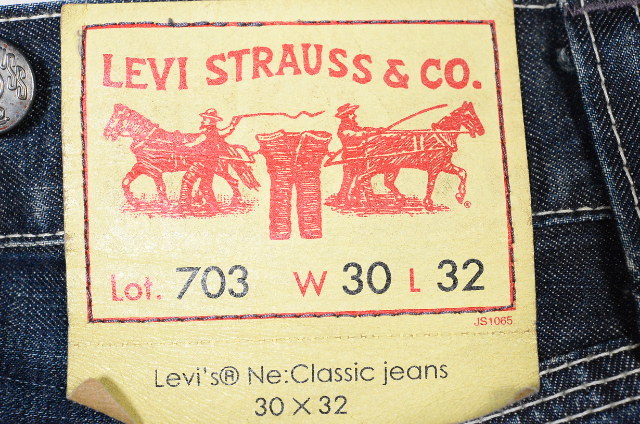 LEVI STRAUSS & CO.
®
Lot. 703 W 30 L 32
JS1065
Levi's® Ne:Classic jeans
30 X 32